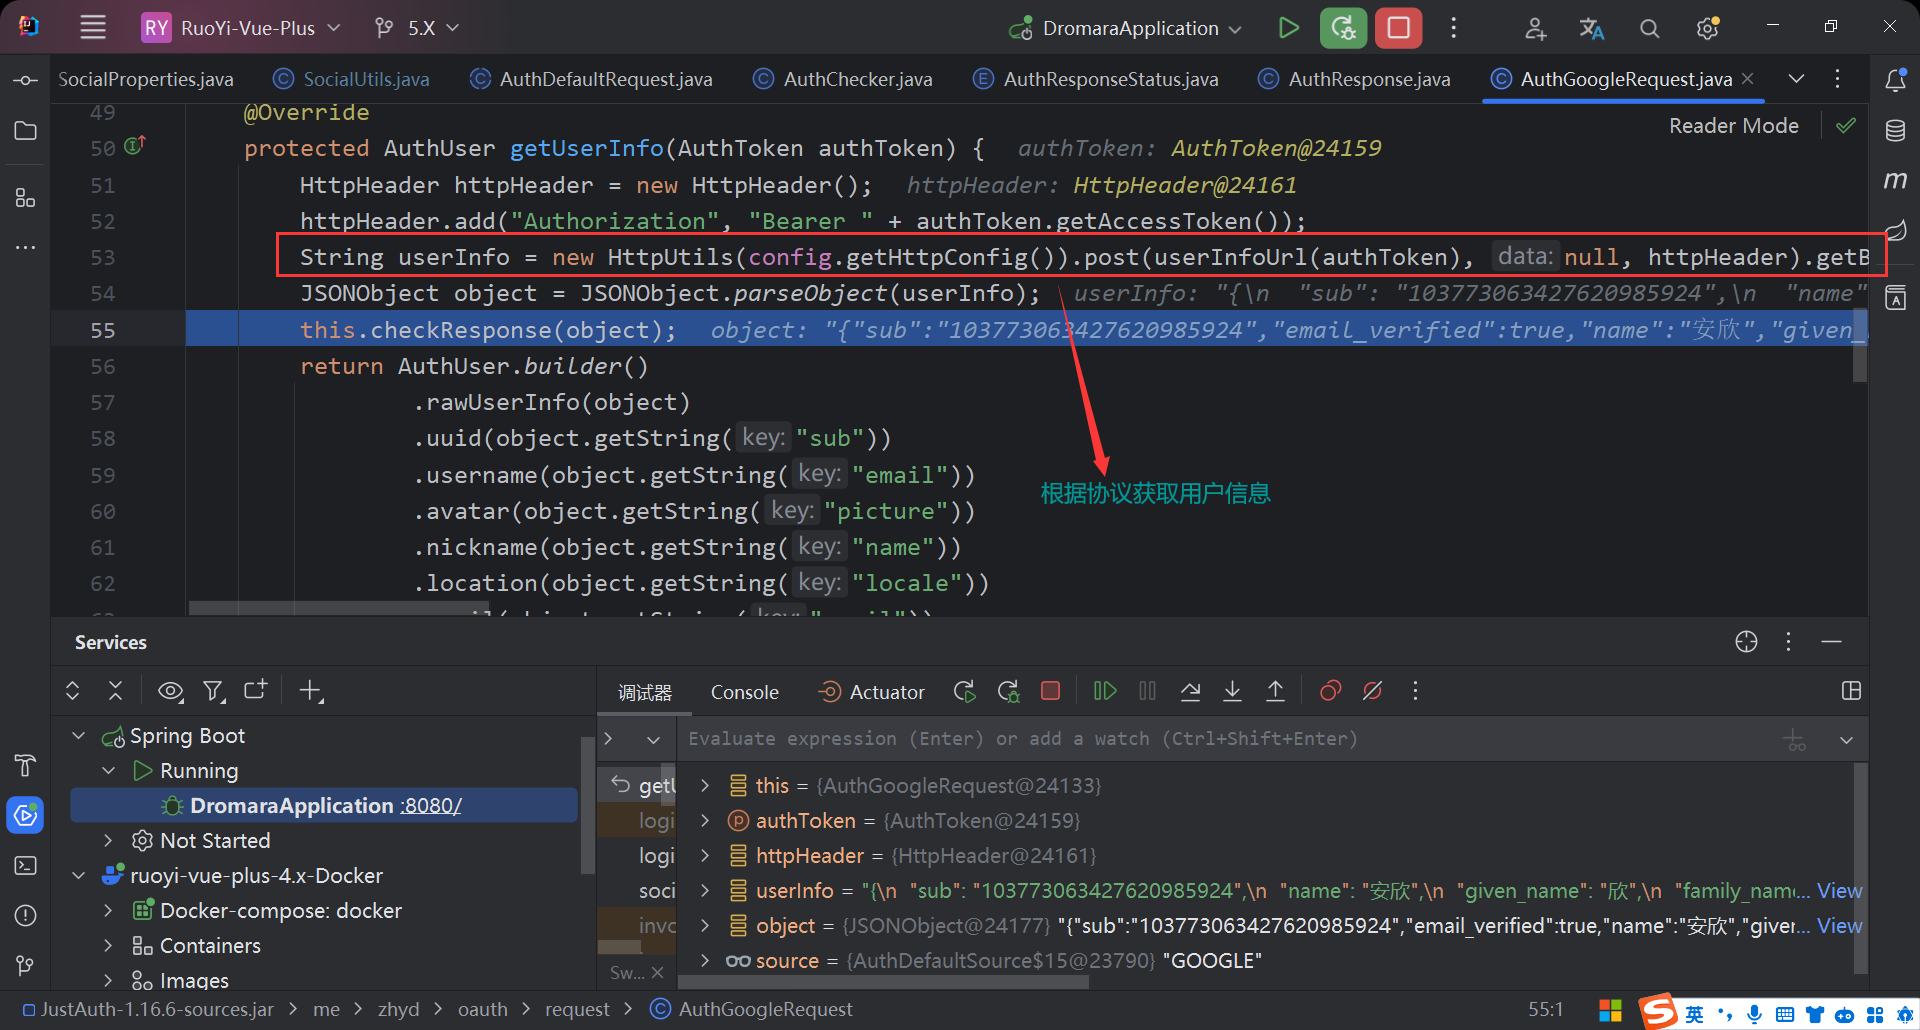 RY RuoYi-Vue-Plus 5.X DromaraApplication
SocialProperties.java SocialUtils.java AuthDefaultRequest.java AuthChecker.java AuthResponseStatus.java AuthResponse.java AuthGoogleRequest.java
Reader Mode
49 @Override
50 protected AuthUser getUserInfo(AuthToken authToken) { authToken: AuthToken@24159
51 HttpHeader httpHeader = new HttpHeader(); httpHeader: HttpHeader@24161
52 httpHeader.add("Authorization", "Bearer " + authToken.getAccessToken());
53 String userInfo = new HttpUtils(config.getHttpConfig()).post(userInfoUrl(authToken), data: null, httpHeader).getB
54 JSONObject object = JSONObject.parseObject(userInfo); userInfo: "{\n "sub": "103773063427620985924",\n "name"
55 this.checkResponse(object); object: "{"sub":"103773063427620985924","email_verified":true,"name":"安欣","given_
56 return AuthUser.builder()
57 .rawUserInfo(object)
58 .uuid(object.getString( key: "sub"))
59 .username(object.getString( key: "email"))
60 .avatar(object.getString( key: "picture"))
61 .nickname(object.getString( key: "name"))
62 .location(object.getString( key: "locale"))
根据协议获取用户信息
Services
调试器 Console Actuator
Evaluate expression (Enter) or add a watch (Ctrl+Shift+Enter)
Spring Boot
Running
DromaraApplication :8080/
Not Started
ruoyi-vue-plus-4.x-Docker
Docker-compose: docker
Containers
Images
getU
logi
logi
soci
invo
Sw...
this = {AuthGoogleRequest@24133}
authToken = {AuthToken@24159}
httpHeader = {HttpHeader@24161}
userInfo = "{\n "sub": "103773063427620985924",\n "name": "安欣",\n "given_name": "欣",\n "family_name... View
object = {JSONObject@24177} "{"sub":"103773063427620985924","email_verified":true,"name":"安欣","giver... View
source = {AuthDefaultSource$15@23790} "GOOGLE"
JustAuth-1.16.6-sources.jar > me > zhyd > oauth > request > AuthGoogleRequest
55:1
英